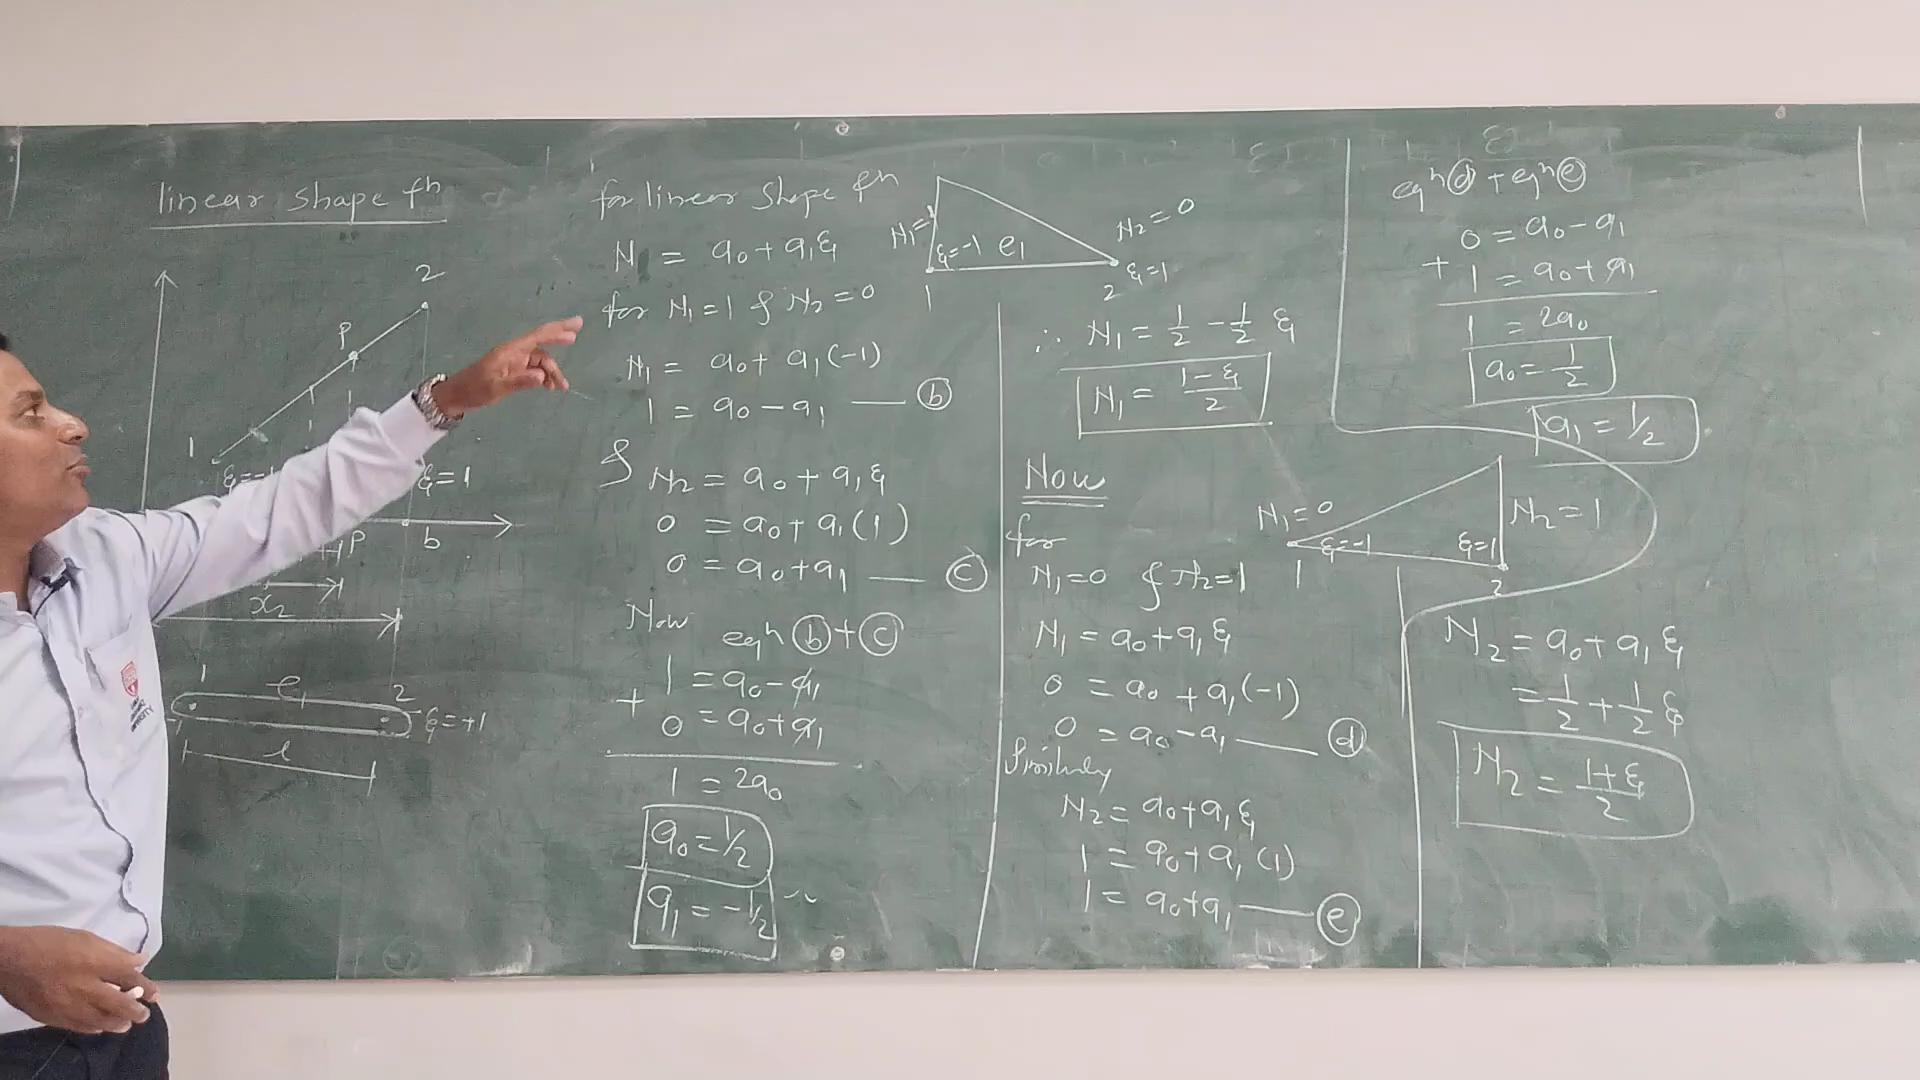 linear shape fn
2
P
1
ξ=-1
ξ=1
P
b
x₂
1
e₁
2
ξ=+1
l
for linear shape fn
N = a₀ + a₁ξ
for N₁ = 1 & N₂ = 0
N₁ = a₀ + a₁(-1)
1 = a₀ - a₁ — (b)
& N₂ = a₀ + a₁ξ
0 = a₀ + a₁(1)
0 = a₀ + a₁ — (c)
Now eqn (b) + (c)
1 = a₀ - a₁
+ 0 = a₀ + a₁
1 = 2a₀
a₀ = 1/2
a₁ = -1/2
N₁=1
ξ=-1
e₁
N₂=0
ξ=1
1
2
∴ N₁ = 1/2 - 1/2 ξ
N₁ = (1-ξ)/2
Now
for
N₁=0 & N₂=1
N₁ = a₀ + a₁ξ
0 = a₀ + a₁(-1)
0 = a₀ - a₁ — (d)
Similarly
N₂ = a₀ + a₁ξ
1 = a₀ + a₁(1)
1 = a₀ + a₁ — (e)
N₁=0
ξ=-1
ξ=1
N₂=1
1
2
eqn (d) + eqn (e)
0 = a₀ - a₁
+ 1 = a₀ + a₁
1 = 2a₀
a₀ = 1/2
a₁ = 1/2
N₂ = a₀ + a₁ξ
= 1/2 + 1/2 ξ
N₂ = (1+ξ)/2
UNIVERSITY